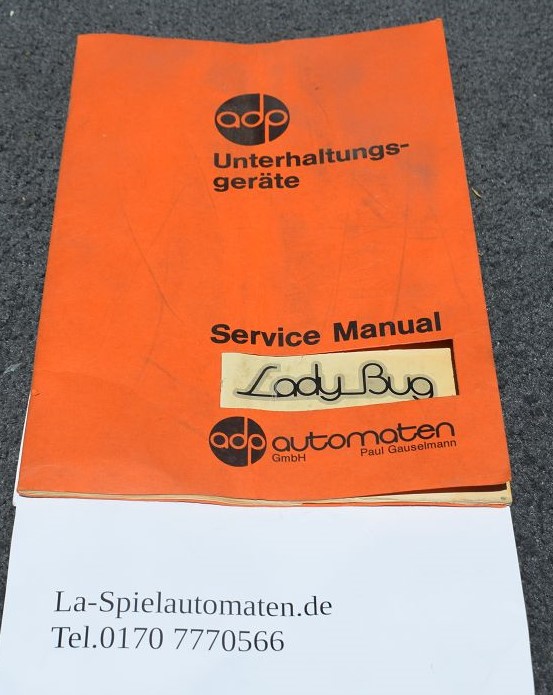 adp
Unterhaltungs-
geräte
Service Manual
Lady Bug
adp automaten
GmbH Paul Gauselmann
La-Spielautomaten.de
Tel.0170 7770566